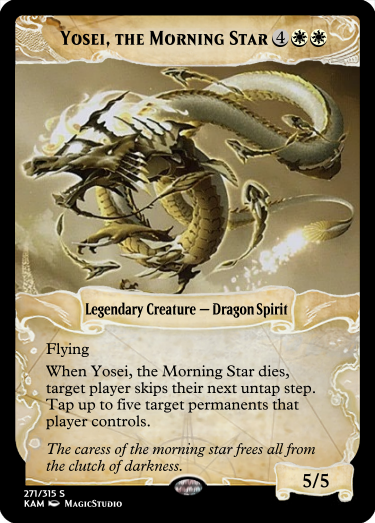 Yosei, the Morning Star 4
Legendary Creature — Dragon Spirit
Flying
When Yosei, the Morning Star dies,
target player skips their next untap step.
Tap up to five target permanents that
player controls.
The caress of the morning star frees all from
the clutch of darkness.
5/5
271/315 S
KAM MagicStudio